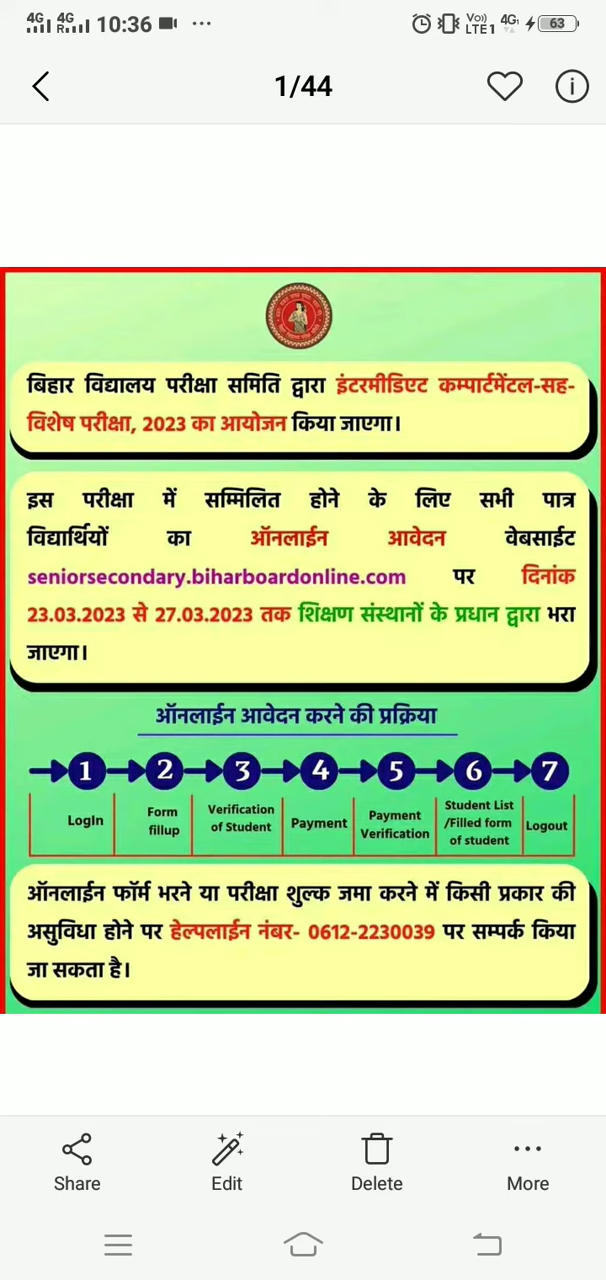 4G 4G R 10:36 ... Vo) LTE1 4G 63
1/44
बिहार विद्यालय परीक्षा समिति द्वारा इंटरमीडिएट कम्पार्टमेंटल-सह-
विशेष परीक्षा, 2023 का आयोजन किया जाएगा।
इस परीक्षा में सम्मिलित होने के लिए सभी पात्र
विद्यार्थियों का ऑनलाईन आवेदन वेबसाईट
seniorsecondary.biharboardonline.com पर दिनांक
23.03.2023 से 27.03.2023 तक शिक्षण संस्थानों के प्रधान द्वारा भरा
जाएगा।
ऑनलाईन आवेदन करने की प्रक्रिया
1 2 3 4 5 6 7
LogIn
Form
fillup
Verification
of Student
Payment
Payment
Verification
Student List
/Filled form
of student
Logout
ऑनलाईन फॉर्म भरने या परीक्षा शुल्क जमा करने में किसी प्रकार की
असुविधा होने पर हेल्पलाईन नंबर- 0612-2230039 पर सम्पर्क किया
जा सकता है।
Share Edit Delete More